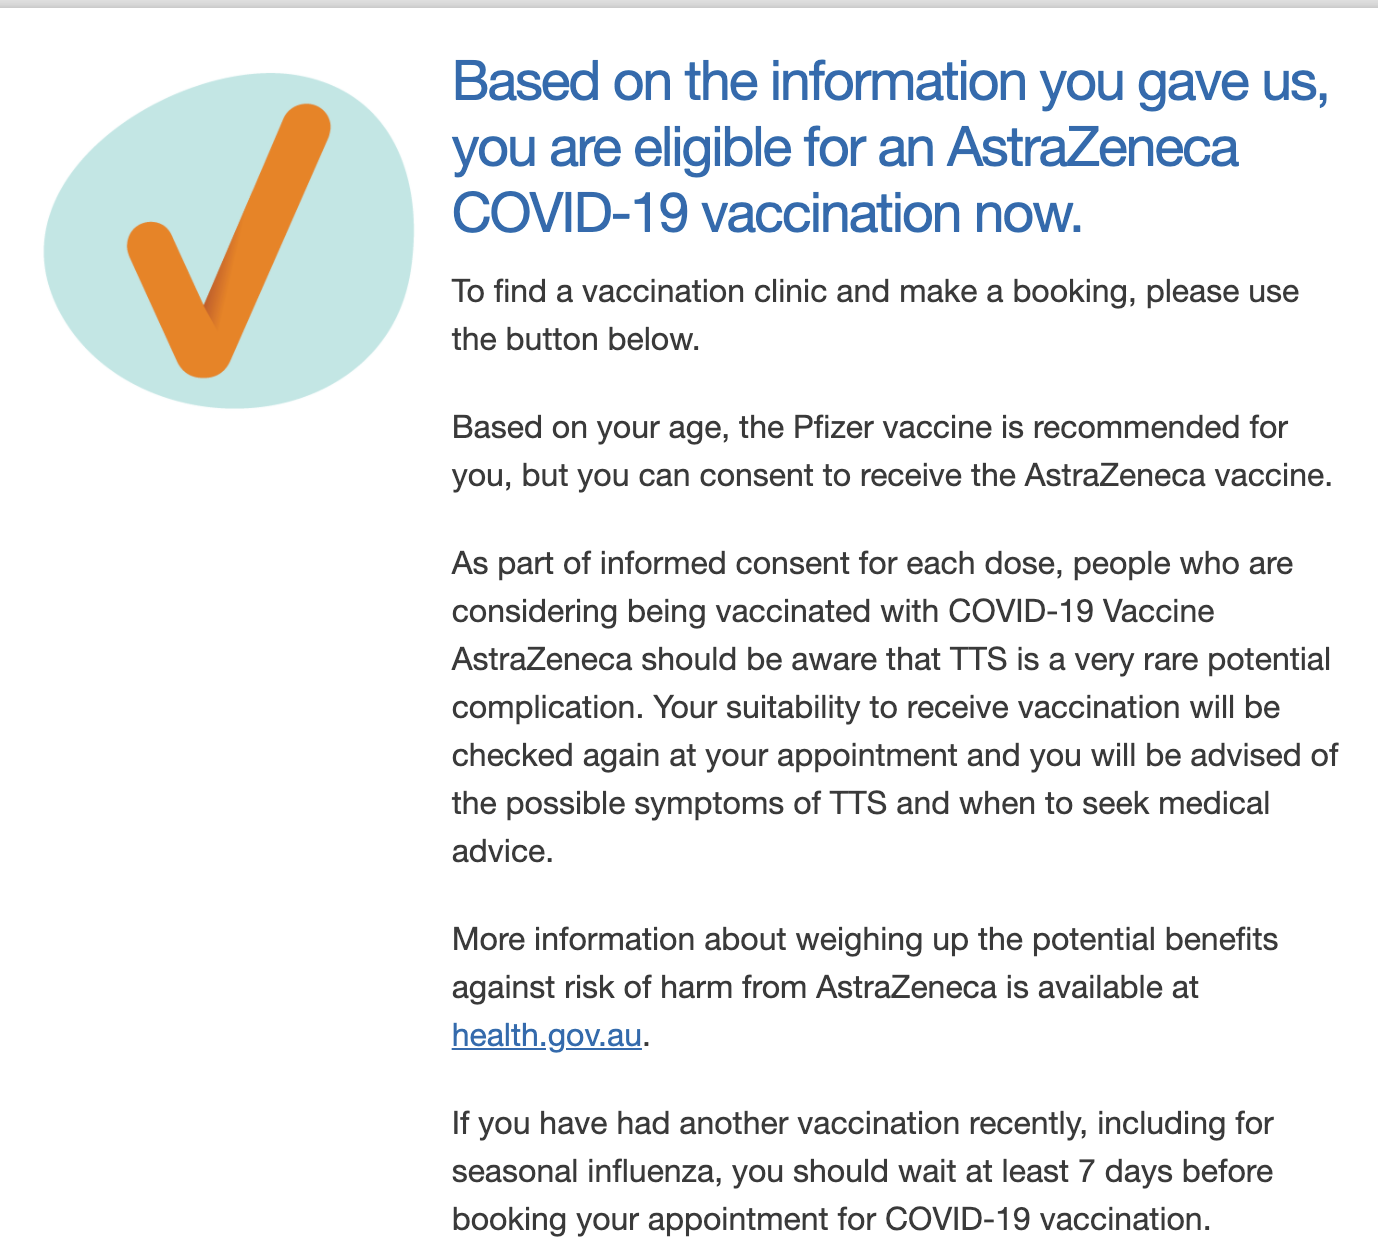 Based on the information you gave us,
you are eligible for an AstraZeneca
COVID-19 vaccination now.
To find a vaccination clinic and make a booking, please use
the button below.
Based on your age, the Pfizer vaccine is recommended for
you, but you can consent to receive the AstraZeneca vaccine.
As part of informed consent for each dose, people who are
considering being vaccinated with COVID-19 Vaccine
AstraZeneca should be aware that TTS is a very rare potential
complication. Your suitability to receive vaccination will be
checked again at your appointment and you will be advised of
the possible symptoms of TTS and when to seek medical
advice.
More information about weighing up the potential benefits
against risk of harm from AstraZeneca is available at
health.gov.au.
If you have had another vaccination recently, including for
seasonal influenza, you should wait at least 7 days before
booking your appointment for COVID-19 vaccination.